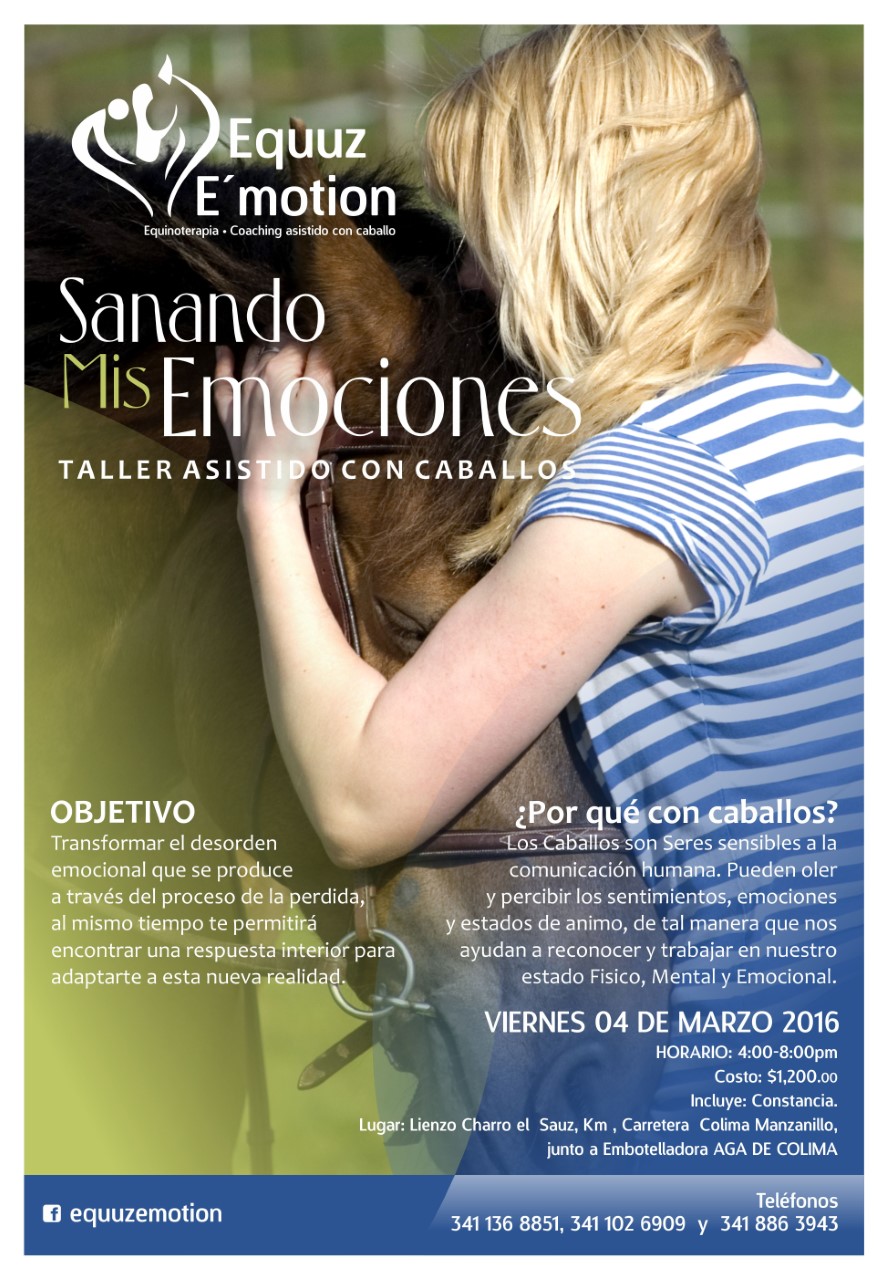 Equuz
E´motion
Equinoterapia • Coaching asistido con caballo
Sanando
Mis Emociones
TALLER ASISTIDO CON CABALLOS
OBJETIVO
Transformar el desorden
emocional que se produce
a través del proceso de la perdida,
al mismo tiempo te permitirá
encontrar una respuesta interior para
adaptarte a esta nueva realidad.
¿Por qué con caballos?
Los Caballos son Seres sensibles a la
comunicación humana. Pueden oler
y percibir los sentimientos, emociones
y estados de animo, de tal manera que nos
ayudan a reconocer y trabajar en nuestro
estado Fisico, Mental y Emocional.
VIERNES 04 DE MARZO 2016
HORARIO: 4:00-8:00pm
Costo: $1,200.00
Incluye: Constancia.
Lugar: Lienzo Charro el Sauz, Km , Carretera Colima Manzanillo,
junto a Embotelladora AGA DE COLIMA
f equuzemotion
Teléfonos
341 136 8851, 341 102 6909 y 341 886 3943